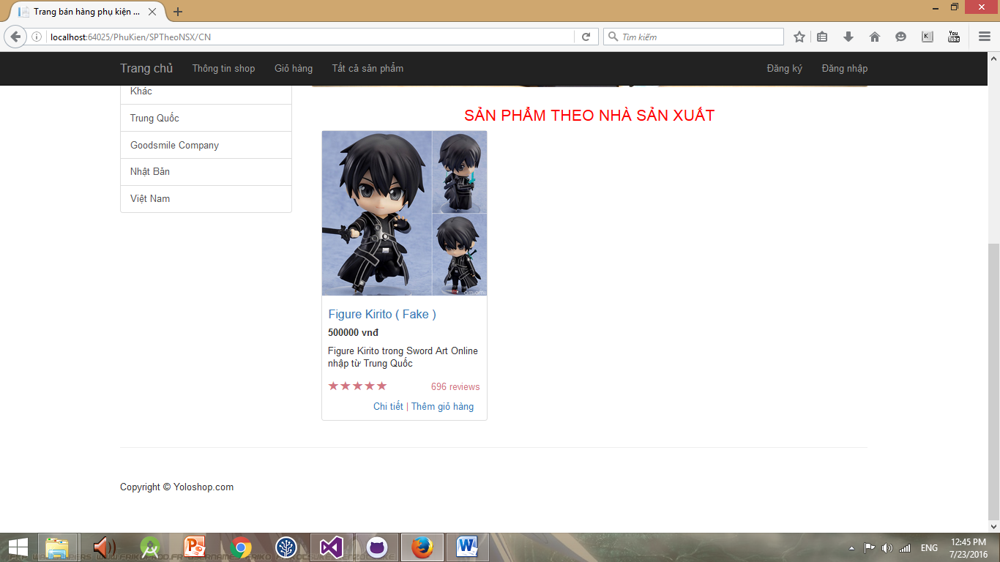 Trang bán hàng phụ kiện ...
localhost:64025/PhuKien/SPTheoNSX/CN
Tìm kiếm
You Tube
Trang chủ Thông tin shop Giỏ hàng Tất cả sản phẩm Đăng ký Đăng nhập
Khác
Trung Quốc
Goodsmile Company
Nhật Bản
Việt Nam
SẢN PHẨM THEO NHÀ SẢN XUẤT
amiami
Figure Kirito ( Fake )
500000 vnđ
Figure Kirito trong Sword Art Online
nhập từ Trung Quốc
696 reviews
Chi tiết | Thêm giỏ hàng
Copyright © Yoloshop.com
ENG
12:45 PM
7/23/2016